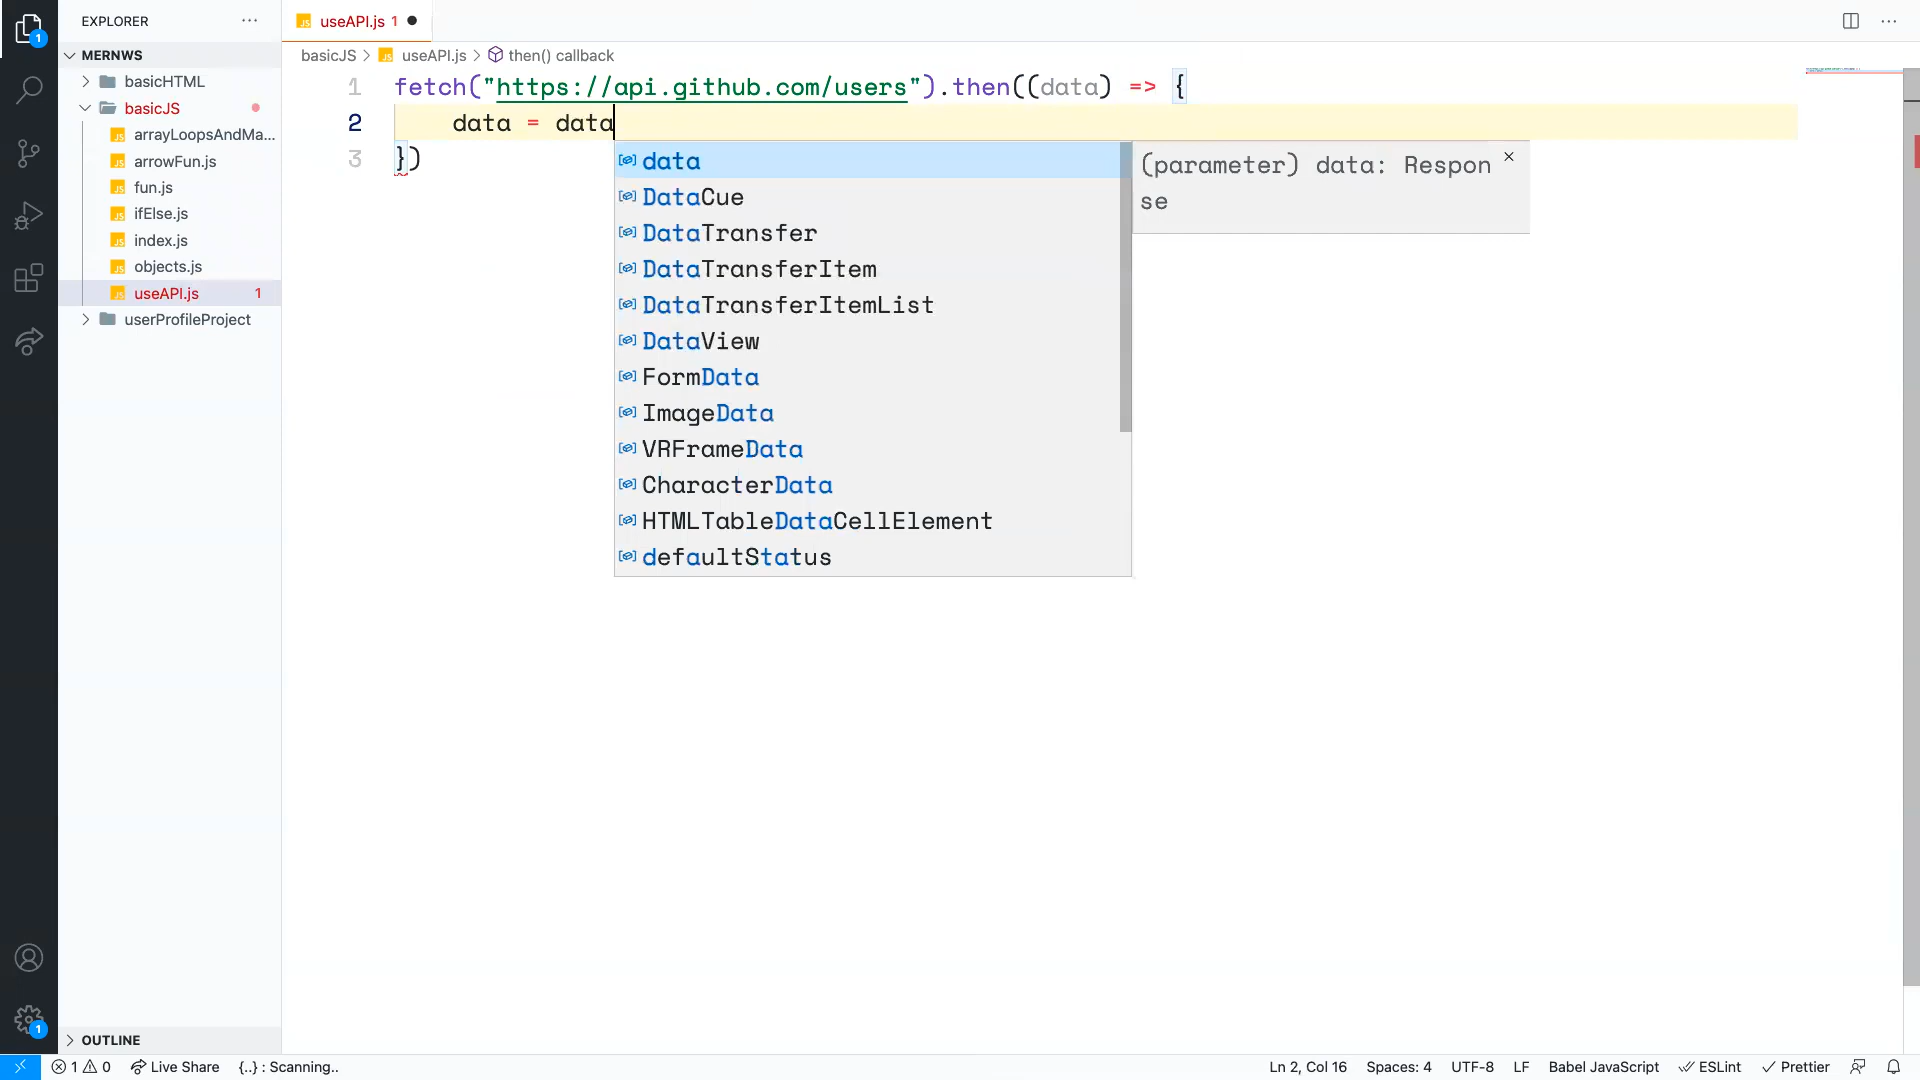 EXPLORER
MERNWS
basicHTML
basicJS
arrayLoopsAndMa...
arrowFun.js
fun.js
ifElse.js
index.js
objects.js
useAPI.js 1
userProfileProject
OUTLINE
useAPI.js 1
basicJS > useAPI.js > then() callback
1 fetch("https://api.github.com/users").then((data) => {
2 data = data
3 })
data
DataCue
DataTransfer
DataTransferItem
DataTransferItemList
DataView
FormData
ImageData
VRFrameData
CharacterData
HTMLTableDataCellElement
defaultStatus
(parameter) data: Respon
se
1
1
1 0 Live Share {..} : Scanning.. Ln 2, Col 16 Spaces: 4 UTF-8 LF Babel JavaScript ESLint Prettier